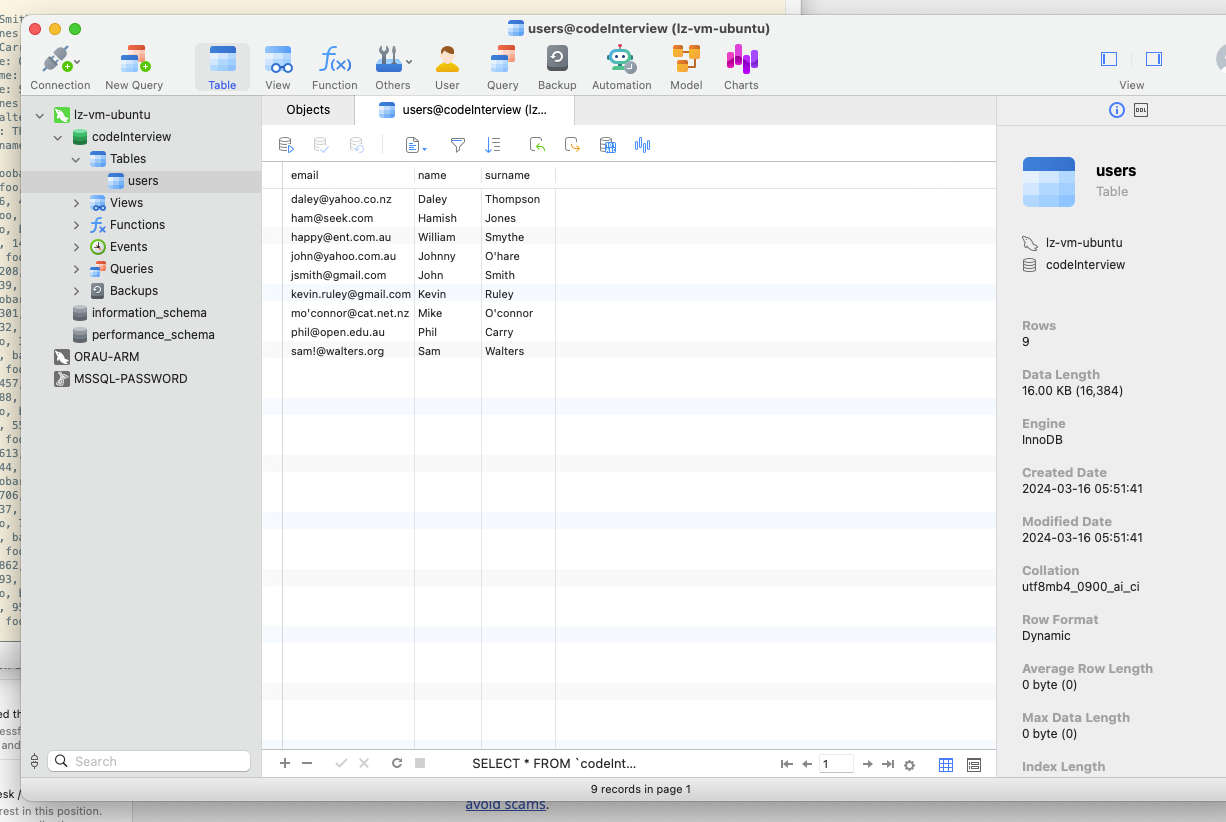 users@codeInterview (lz-vm-ubuntu)
Connection
New Query
Table
View
Function
Others
User
Query
Backup
Automation
Model
Charts
View
lz-vm-ubuntu
codeInterview
Tables
users
Views
Functions
Events
Queries
Backups
information_schema
performance_schema
ORAU-ARM
MSSQL-PASSWORD
Search
Objects
users@codeInterview (lz...
email name surname
daley@yahoo.co.nz Daley Thompson
ham@seek.com Hamish Jones
happy@ent.com.au William Smythe
john@yahoo.com.au Johnny O'hare
jsmith@gmail.com John Smith
kevin.ruley@gmail.com Kevin Ruley
mo'connor@cat.net.nz Mike O'connor
phil@open.edu.au Phil Carry
sam!@walters.org Sam Walters
SELECT * FROM `codeInt...
1
9 records in page 1
DDL
users
Table
lz-vm-ubuntu
codeInterview
Rows
9
Data Length
16.00 KB (16,384)
Engine
InnoDB
Created Date
2024-03-16 05:51:41
Modified Date
2024-03-16 05:51:41
Collation
utf8mb4_0900_ai_ci
Row Format
Dynamic
Average Row Length
0 byte (0)
Max Data Length
0 byte (0)
Index Length
rest in this position.
avoid scams.